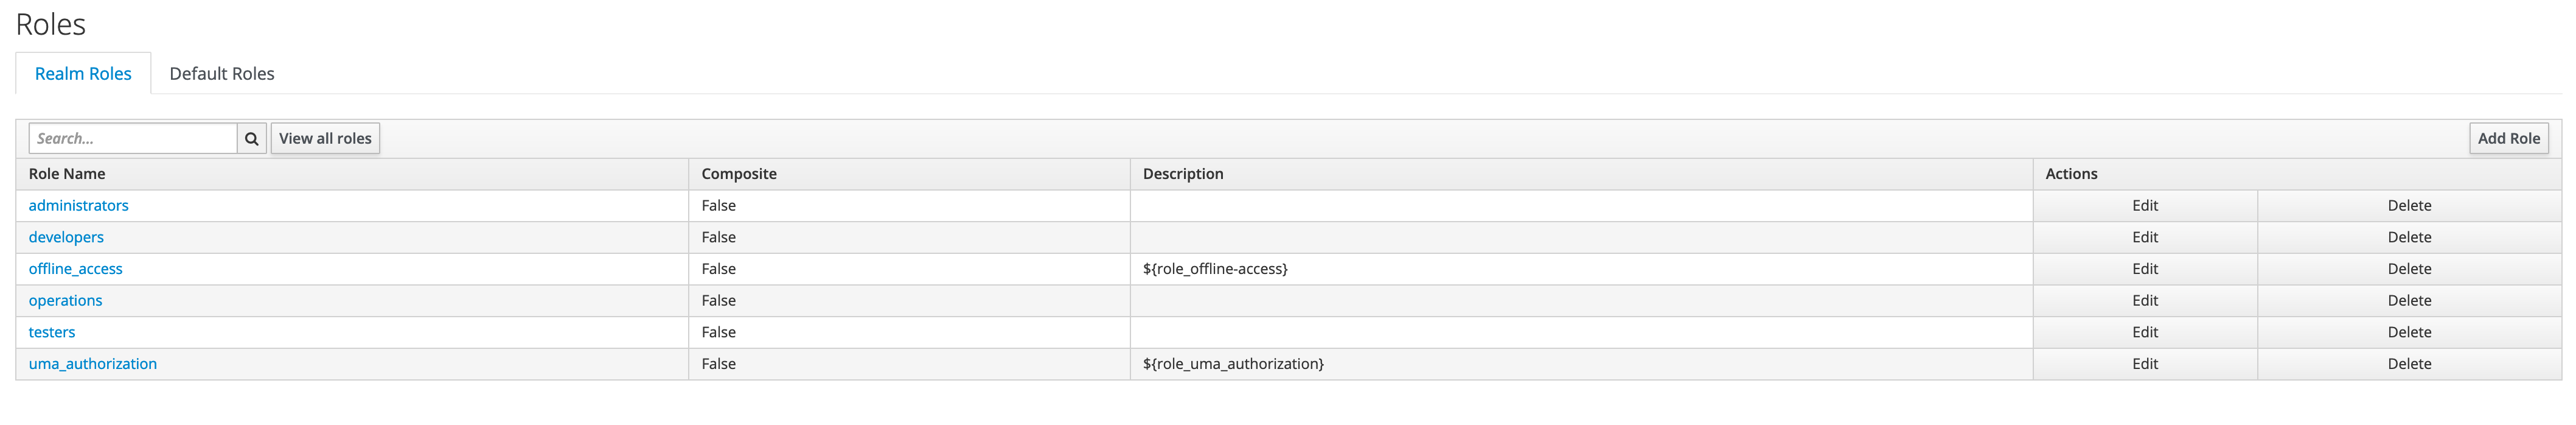 Roles
Realm Roles Default Roles
Search... View all roles Add Role
Role Name Composite Description Actions
administrators False Edit Delete
developers False Edit Delete
offline_access False ${role_offline-access} Edit Delete
operations False Edit Delete
testers False Edit Delete
uma_authorization False ${role_uma_authorization} Edit Delete